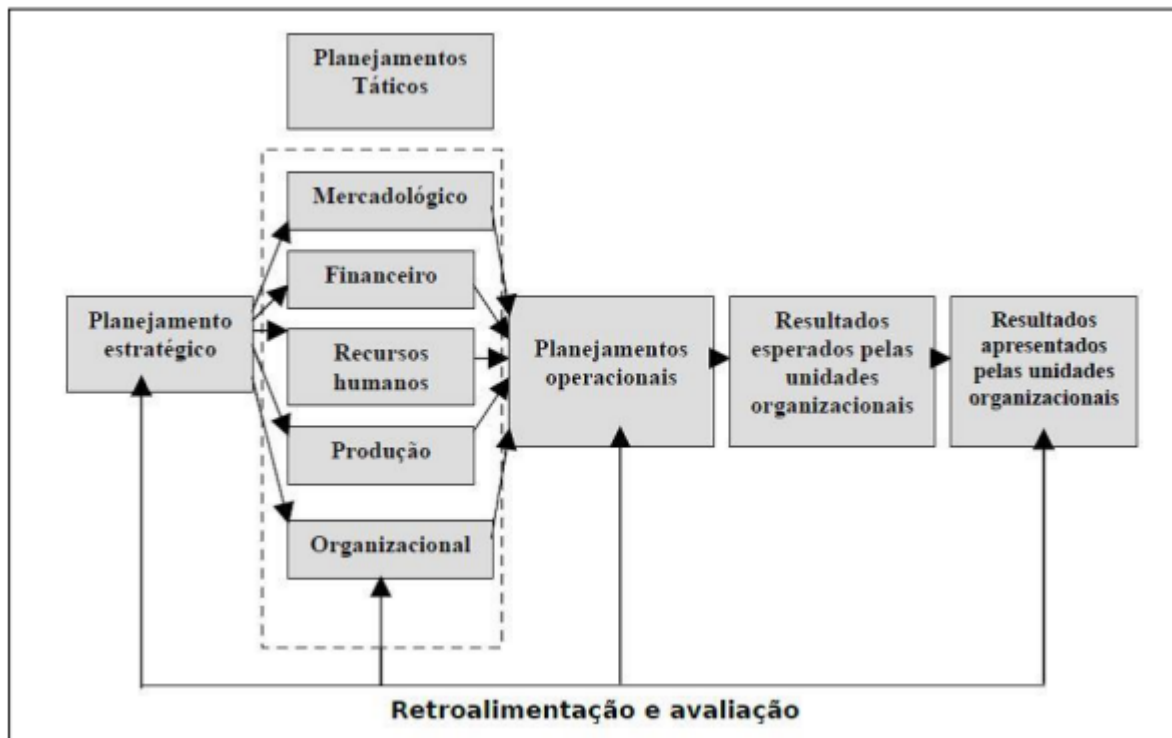 Planejamentos
Táticos
Mercadológico
Financeiro
Planejamento
estratégico
Recursos
humanos
Produção
Organizacional
Planejamentos
operacionais
Resultados
esperados pelas
unidades
organizacionais
Resultados
apresentados
pelas unidades
organizacionais
Retroalimentação e avaliação